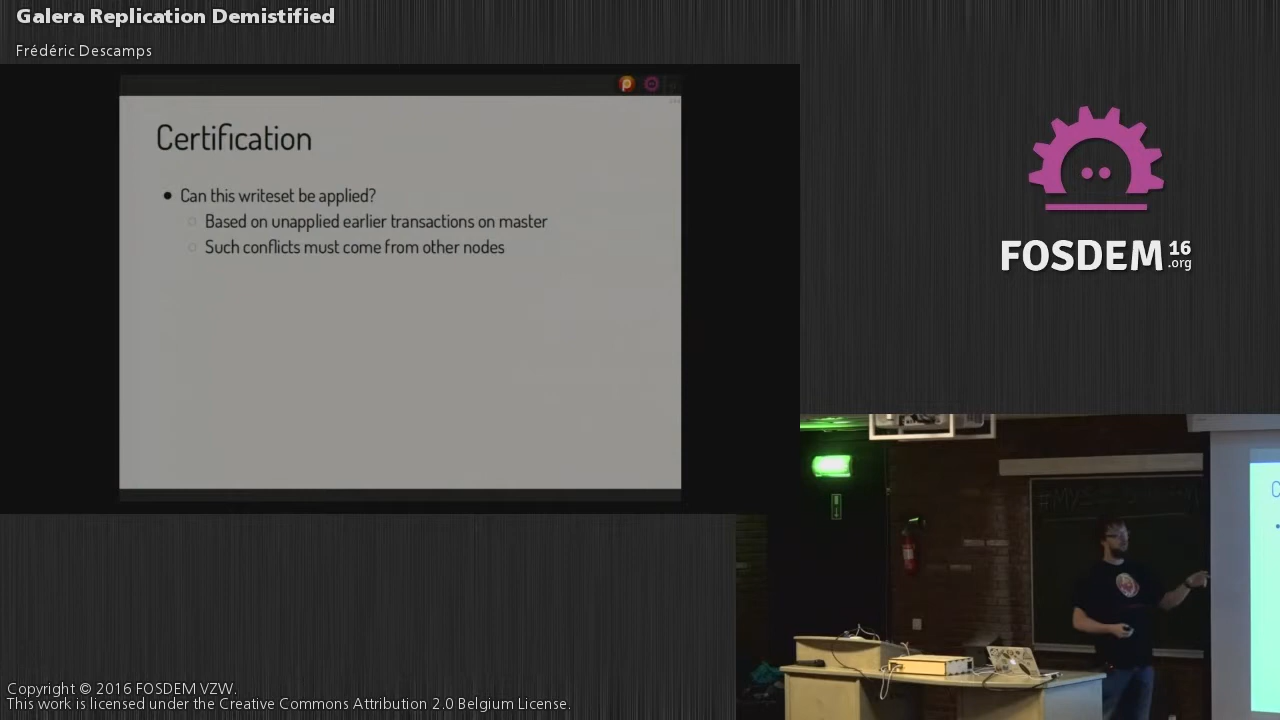 Galera Replication Demistified
Frédéric Descamps
Certification
Can this writeset be applied?
Based on unapplied earlier transactions on master
Such conflicts must come from other nodes
FOSDEM 16
.org
Copyright © 2016 FOSDEM VZW.
This work is licensed under the Creative Commons Attribution 2.0 Belgium License.